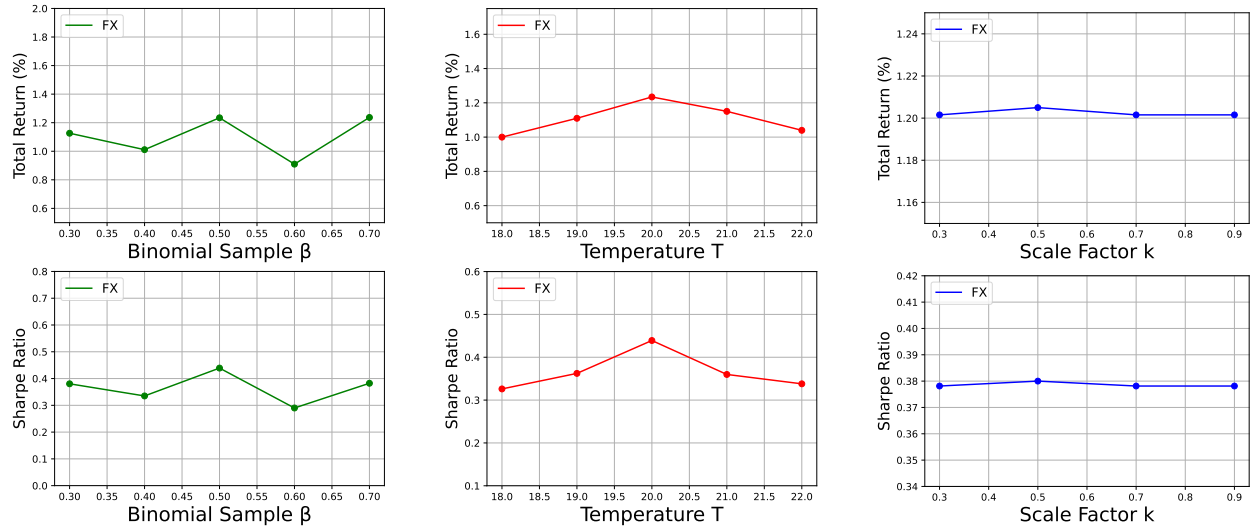 2.0
1.8
1.6
1.4
1.2
1.0
0.8
0.6
Total Return (%)
FX
0.30 0.35 0.40 0.45 0.50 0.55 0.60 0.65 0.70
Binomial Sample β
1.6
1.4
1.2
1.0
0.8
0.6
Total Return (%)
FX
18.0 18.5 19.0 19.5 20.0 20.5 21.0 21.5 22.0
Temperature T
1.24
1.22
1.20
1.18
1.16
Total Return (%)
FX
0.3 0.4 0.5 0.6 0.7 0.8 0.9
Scale Factor k
0.8
0.7
0.6
0.5
0.4
0.3
0.2
0.1
0.0
Sharpe Ratio
FX
0.30 0.35 0.40 0.45 0.50 0.55 0.60 0.65 0.70
Binomial Sample β
0.6
0.5
0.4
0.3
0.2
0.1
Sharpe Ratio
FX
18.0 18.5 19.0 19.5 20.0 20.5 21.0 21.5 22.0
Temperature T
0.42
0.41
0.40
0.39
0.38
0.37
0.36
0.35
0.34
Sharpe Ratio
FX
0.3 0.4 0.5 0.6 0.7 0.8 0.9
Scale Factor k